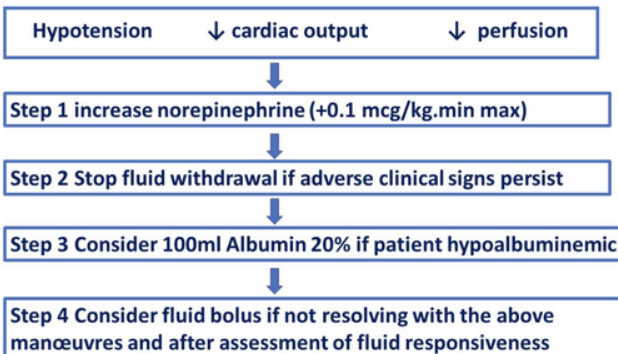 Hypotension ↓ cardiac output ↓ perfusion
Step 1 increase norepinephrine (+0.1 mcg/kg.min max)
Step 2 Stop fluid withdrawal if adverse clinical signs persist
Step 3 Consider 100ml Albumin 20% if patient hypoalbuminemic
Step 4 Consider fluid bolus if not resolving with the above
manœuvres and after assessment of fluid responsiveness